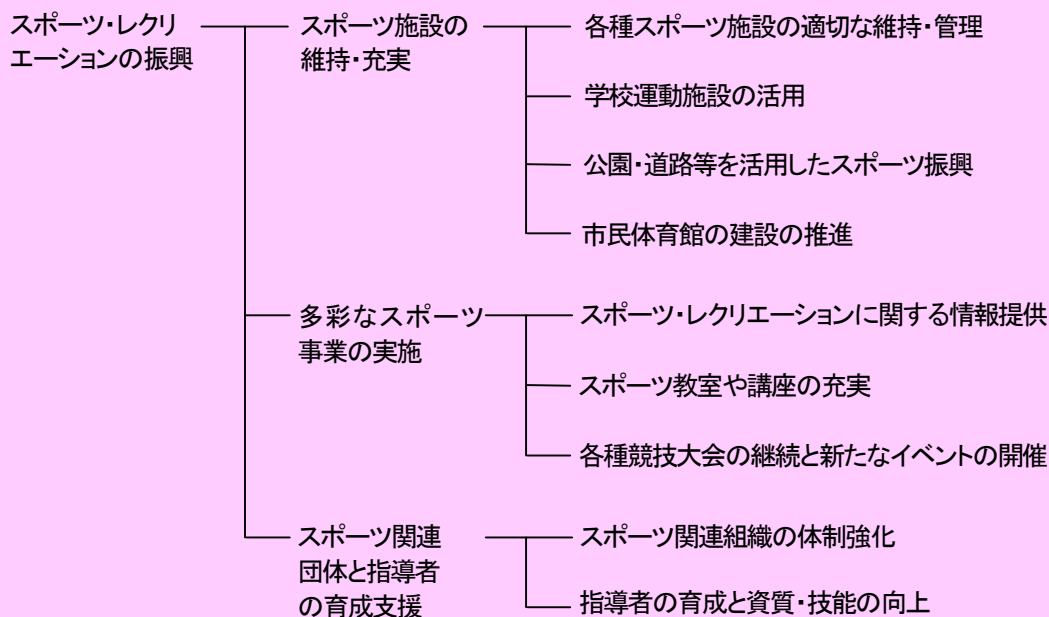 スポーツ・レクリ
エーションの振興
スポーツ施設の
維持・充実
各種スポーツ施設の適切な維持・管理
学校運動施設の活用
公園・道路等を活用したスポーツ振興
市民体育館の建設の推進
多彩なスポーツ
事業の実施
スポーツ・レクリエーションに関する情報提供
スポーツ教室や講座の充実
各種競技大会の継続と新たなイベントの開催
スポーツ関連
団体と指導者
の育成支援
スポーツ関連組織の体制強化
指導者の育成と資質・技能の向上